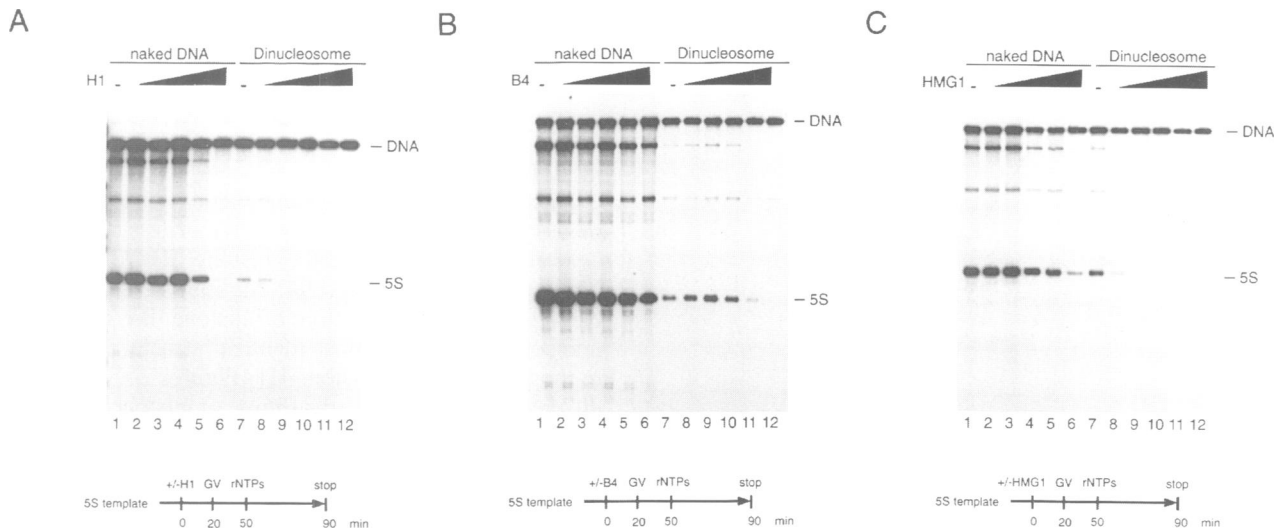 A
naked DNA Dinucleosome
H1 - -
– DNA
– 5S
1 2 3 4 5 6 7 8 9 10 11 12
+/-H1 GV rNTPs stop
5S template
0 20 50 90 min
B
naked DNA Dinucleosome
B4 - -
– DNA
– 5S
1 2 3 4 5 6 7 8 9 10 11 12
+/-B4 GV rNTPs stop
5S template
0 20 50 90 min
C
naked DNA Dinucleosome
HMG1 - -
– DNA
– 5S
1 2 3 4 5 6 7 8 9 10 11 12
+/-HMG1 GV rNTPs stop
5S template
0 20 50 90 min